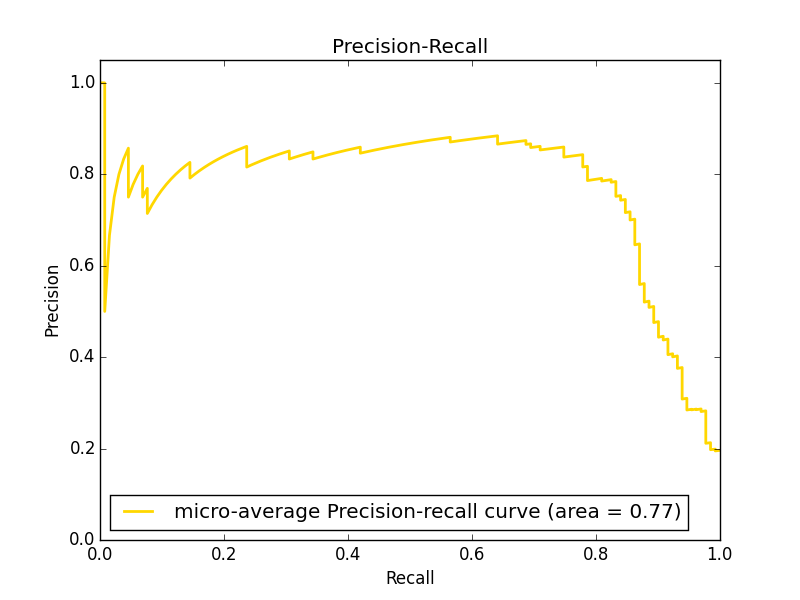 Precision-Recall
1.0
0.8
0.6
0.4
0.2
0.0
Precision
micro-average Precision-recall curve (area = 0.77)
0.0 0.2 0.4 0.6 0.8 1.0
Recall